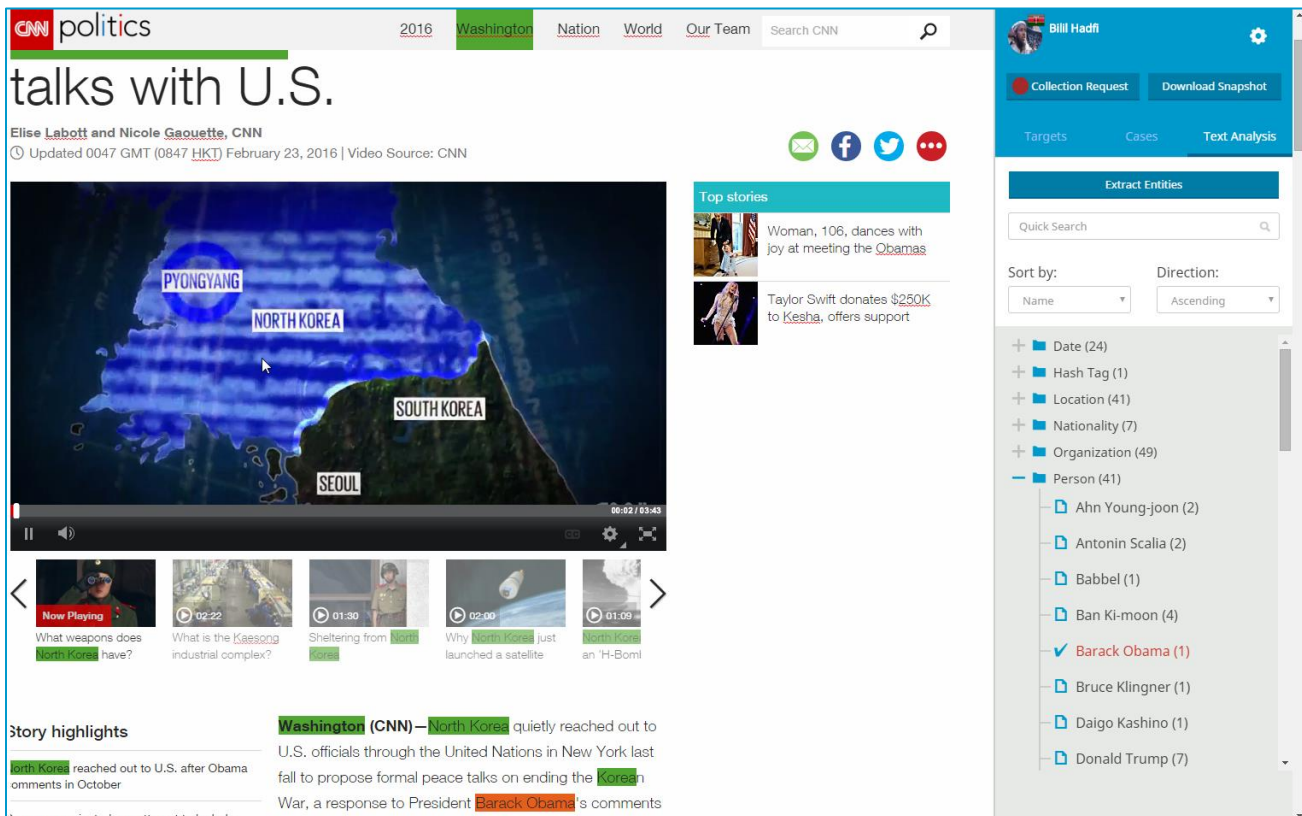 CNN politics
2016 Washington Nation World Our Team Search CNN
talks with U.S.
Elise Labott and Nicole Gaouette, CNN
Updated 0047 GMT (0847 HKT) February 23, 2016 | Video Source: CNN
PYONGYANG
NORTH KOREA
SOUTH KOREA
SEOUL
00:02 / 03:43
CC
Top stories
Woman, 106, dances with
joy at meeting the Obamas
Taylor Swift donates $250K
to Kesha, offers support
Now Playing
What weapons does
North Korea have?
02:22
What is the Kaesong
industrial complex?
01:30
Sheltering from North
Korea
02:00
Why North Korea just
launched a satellite
01:09
North Kore
an 'H-Boml
Story highlights
North Korea reached out to U.S. after Obama
omments in October
Washington (CNN)—North Korea quietly reached out to
U.S. officials through the United Nations in New York last
fall to propose formal peace talks on ending the Korean
War, a response to President Barack Obama's comments
Bilil Hadfi
Collection Request Download Snapshot
Targets Cases Text Analysis
Extract Entities
Quick Search
Sort by: Direction:
Name Ascending
Date (24)
Hash Tag (1)
Location (41)
Nationality (7)
Organization (49)
Person (41)
Ahn Young-joon (2)
Antonin Scalia (2)
Babbel (1)
Ban Ki-moon (4)
Barack Obama (1)
Bruce Klingner (1)
Daigo Kashino (1)
Donald Trump (7)